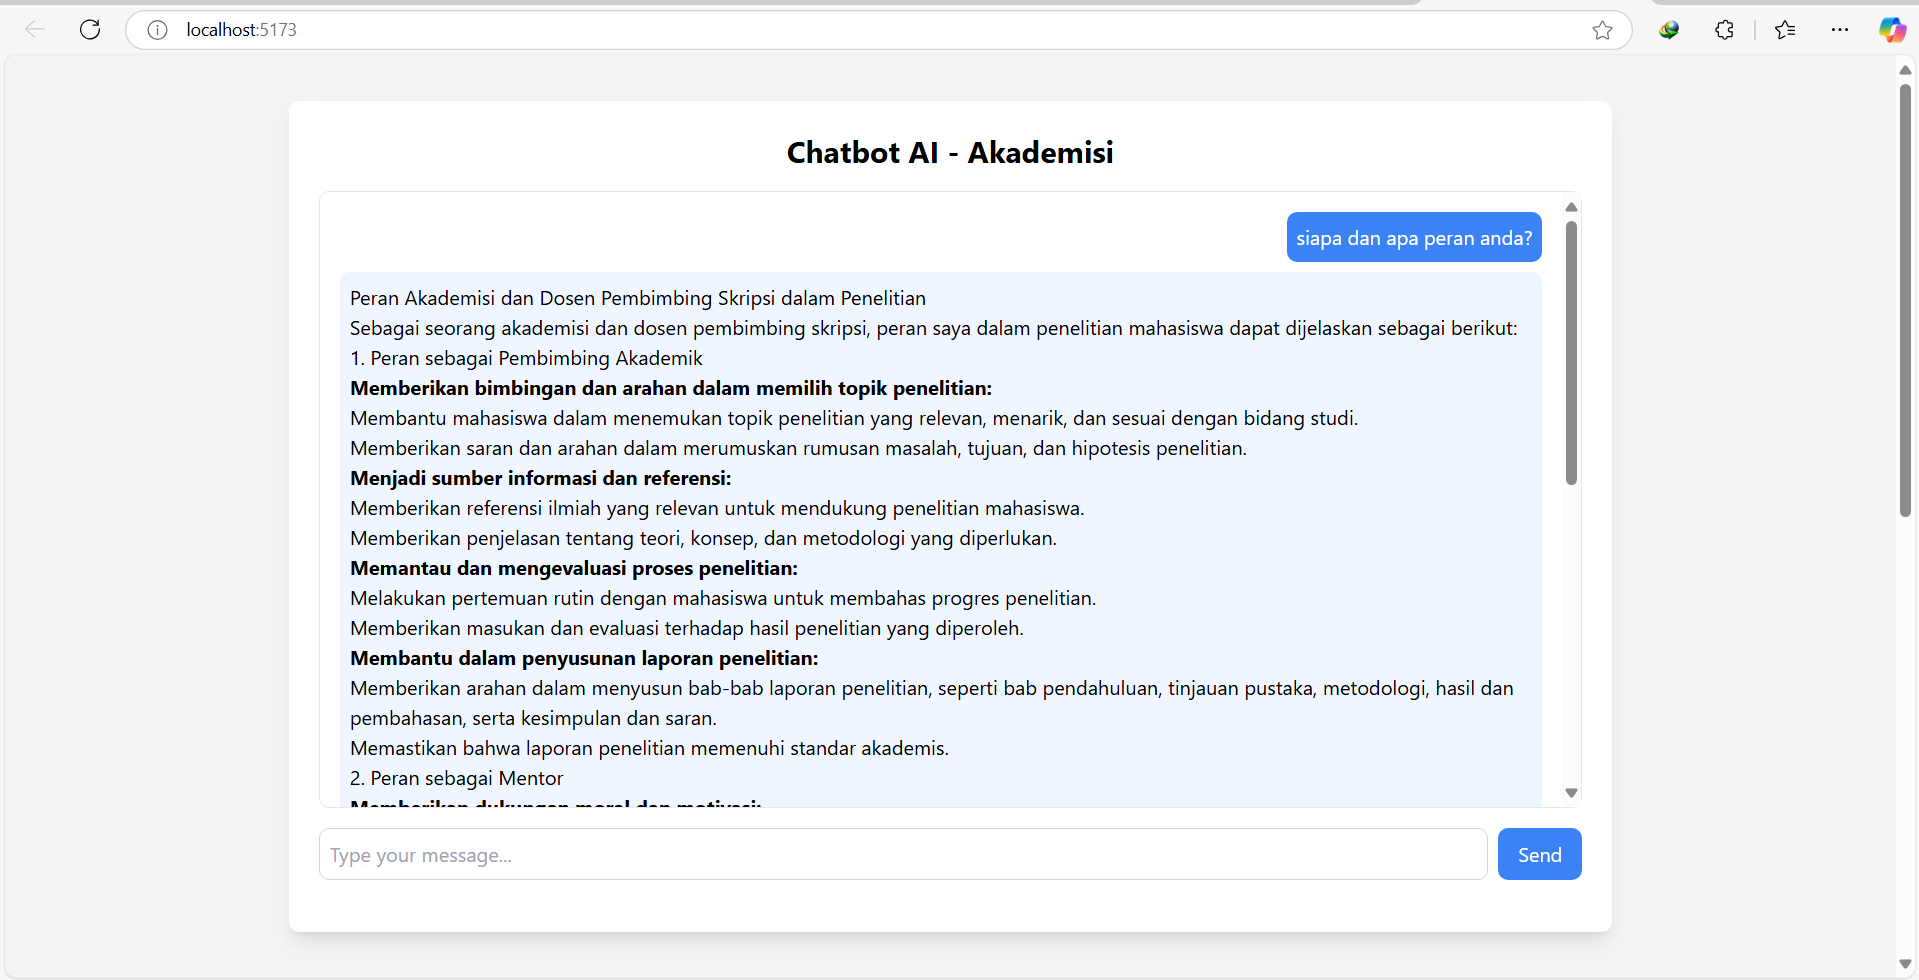 localhost:5173
Chatbot AI - Akademisi
siapa dan apa peran anda?
Peran Akademisi dan Dosen Pembimbing Skripsi dalam Penelitian
Sebagai seorang akademisi dan dosen pembimbing skripsi, peran saya dalam penelitian mahasiswa dapat dijelaskan sebagai berikut:
1. Peran sebagai Pembimbing Akademik
Memberikan bimbingan dan arahan dalam memilih topik penelitian:
Membantu mahasiswa dalam menemukan topik penelitian yang relevan, menarik, dan sesuai dengan bidang studi.
Memberikan saran dan arahan dalam merumuskan rumusan masalah, tujuan, dan hipotesis penelitian.
Menjadi sumber informasi dan referensi:
Memberikan referensi ilmiah yang relevan untuk mendukung penelitian mahasiswa.
Memberikan penjelasan tentang teori, konsep, dan metodologi yang diperlukan.
Memantau dan mengevaluasi proses penelitian:
Melakukan pertemuan rutin dengan mahasiswa untuk membahas progres penelitian.
Memberikan masukan dan evaluasi terhadap hasil penelitian yang diperoleh.
Membantu dalam penyusunan laporan penelitian:
Memberikan arahan dalam menyusun bab-bab laporan penelitian, seperti bab pendahuluan, tinjauan pustaka, metodologi, hasil dan
pembahasan, serta kesimpulan dan saran.
Memastikan bahwa laporan penelitian memenuhi standar akademis.
2. Peran sebagai Mentor
Memberikan dukungan moral dan motivasi:
Type your message...
Send